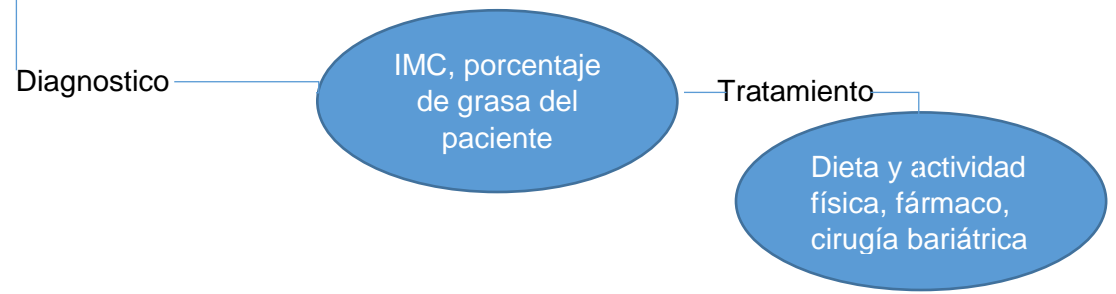 Diagnostico
IMC, porcentaje
de grasa del
paciente
Tratamiento
Dieta y actividad
física, fármaco,
cirugía bariátrica